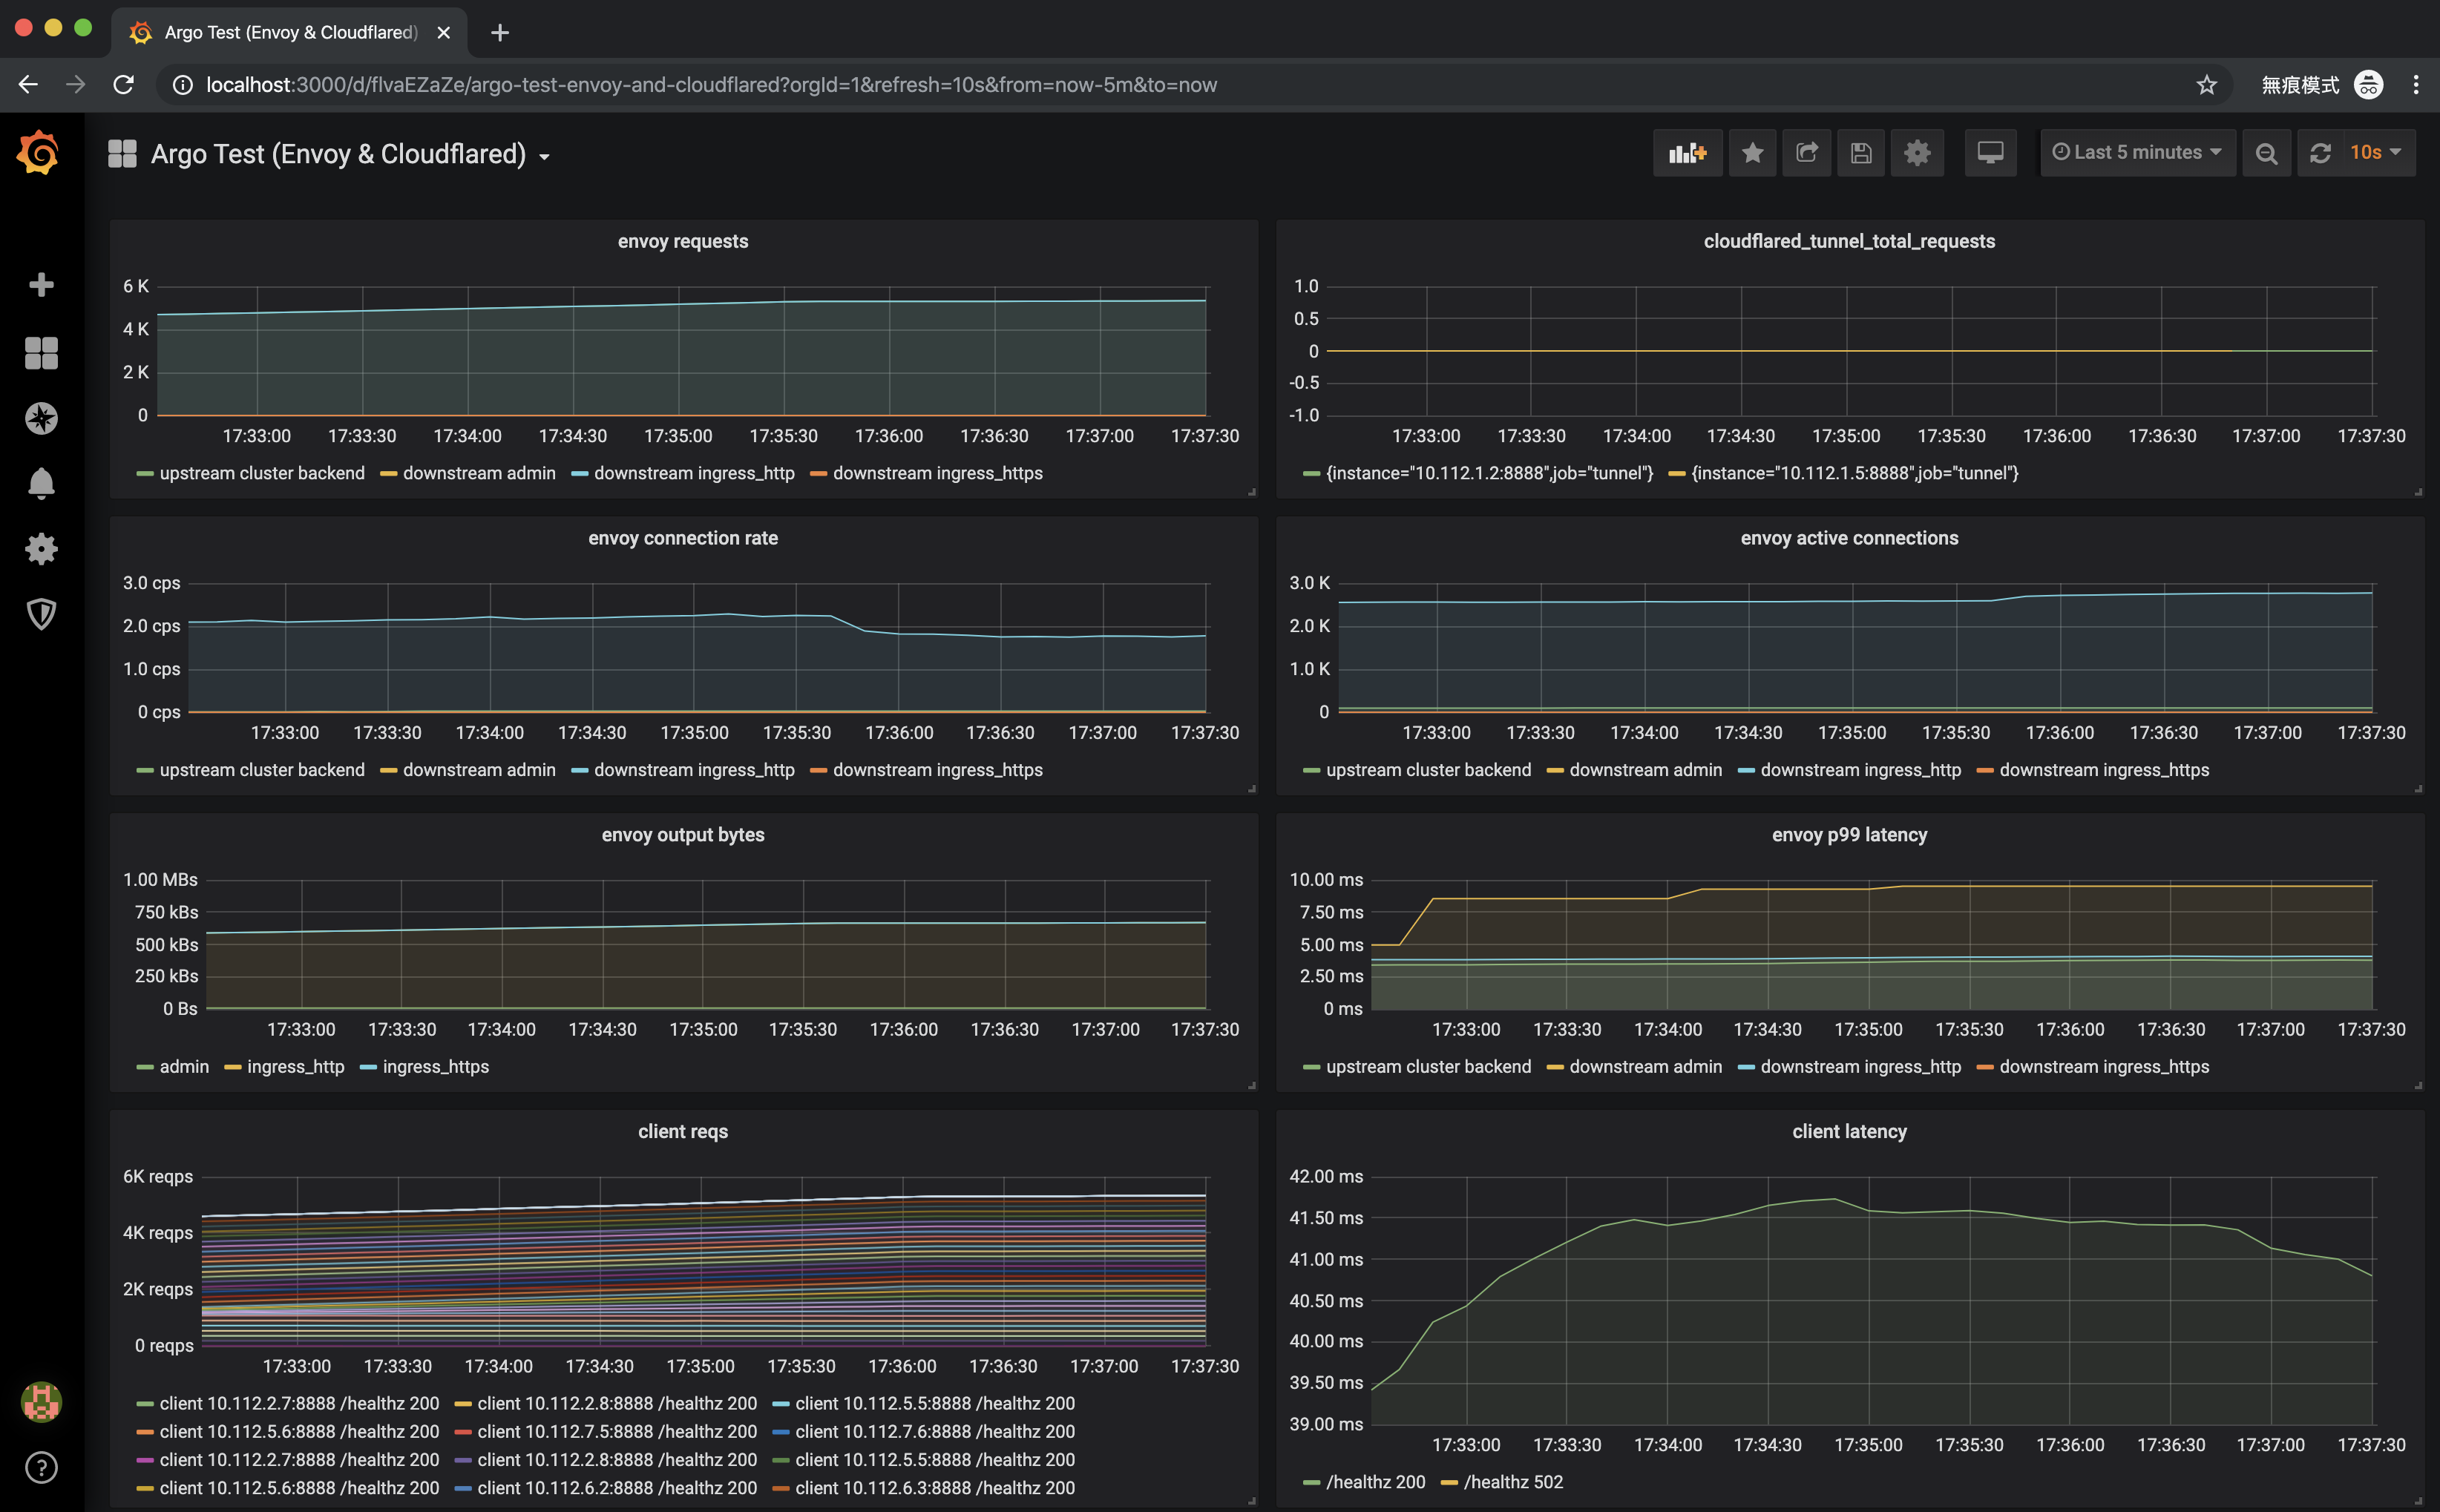 Argo Test (Envoy & Cloudflared)
localhost:3000/d/flvaEZaZe/argo-test-envoy-and-cloudflared?orgId=1&refresh=10s&from=now-5m&to=now
無痕模式
Argo Test (Envoy & Cloudflared)
Last 5 minutes
10s
envoy requests
6 K
4 K
2 K
0
17:33:00 17:33:30 17:34:00 17:34:30 17:35:00 17:35:30 17:36:00 17:36:30 17:37:00 17:37:30
upstream cluster backend downstream admin downstream ingress_http downstream ingress_https
cloudflared_tunnel_total_requests
1.0
0.5
0
-0.5
-1.0
17:33:00 17:33:30 17:34:00 17:34:30 17:35:00 17:35:30 17:36:00 17:36:30 17:37:00 17:37:30
{instance="10.112.1.2:8888",job="tunnel"} {instance="10.112.1.5:8888",job="tunnel"}
envoy connection rate
3.0 cps
2.0 cps
1.0 cps
0 cps
17:33:00 17:33:30 17:34:00 17:34:30 17:35:00 17:35:30 17:36:00 17:36:30 17:37:00 17:37:30
upstream cluster backend downstream admin downstream ingress_http downstream ingress_https
envoy active connections
3.0 K
2.0 K
1.0 K
0
17:33:00 17:33:30 17:34:00 17:34:30 17:35:00 17:35:30 17:36:00 17:36:30 17:37:00 17:37:30
upstream cluster backend downstream admin downstream ingress_http downstream ingress_https
envoy output bytes
1.00 MBs
750 kBs
500 kBs
250 kBs
0 Bs
17:33:00 17:33:30 17:34:00 17:34:30 17:35:00 17:35:30 17:36:00 17:36:30 17:37:00 17:37:30
admin ingress_http ingress_https
envoy p99 latency
10.00 ms
7.50 ms
5.00 ms
2.50 ms
0 ms
17:33:00 17:33:30 17:34:00 17:34:30 17:35:00 17:35:30 17:36:00 17:36:30 17:37:00 17:37:30
upstream cluster backend downstream admin downstream ingress_http downstream ingress_https
client reqs
6K reqps
4K reqps
2K reqps
0 reqps
17:33:00 17:33:30 17:34:00 17:34:30 17:35:00 17:35:30 17:36:00 17:36:30 17:37:00 17:37:30
client 10.112.2.7:8888 /healthz 200 client 10.112.2.8:8888 /healthz 200 client 10.112.5.5:8888 /healthz 200
client 10.112.5.6:8888 /healthz 200 client 10.112.7.5:8888 /healthz 200 client 10.112.7.6:8888 /healthz 200
client 10.112.2.7:8888 /healthz 200 client 10.112.2.8:8888 /healthz 200 client 10.112.5.5:8888 /healthz 200
client 10.112.5.6:8888 /healthz 200 client 10.112.6.2:8888 /healthz 200 client 10.112.6.3:8888 /healthz 200
client latency
42.00 ms
41.50 ms
41.00 ms
40.50 ms
40.00 ms
39.50 ms
39.00 ms
17:33:00 17:33:30 17:34:00 17:34:30 17:35:00 17:35:30 17:36:00 17:36:30 17:37:00 17:37:30
/healthz 200 /healthz 502